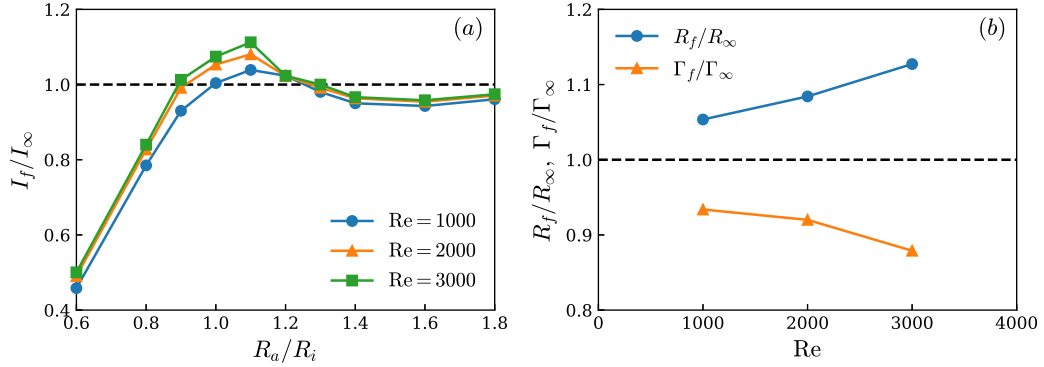 (a)
1.2
1.0
0.8
0.6
0.4
I_f/I_∞
Re = 1000
Re = 2000
Re = 3000
0.6 0.8 1.0 1.2 1.4 1.6 1.8
R_a/R_i
(b)
R_f/R_∞
Γ_f/Γ_∞
1.2
1.1
1.0
0.9
0.8
R_f/R_∞, Γ_f/Γ_∞
0 1000 2000 3000 4000
Re